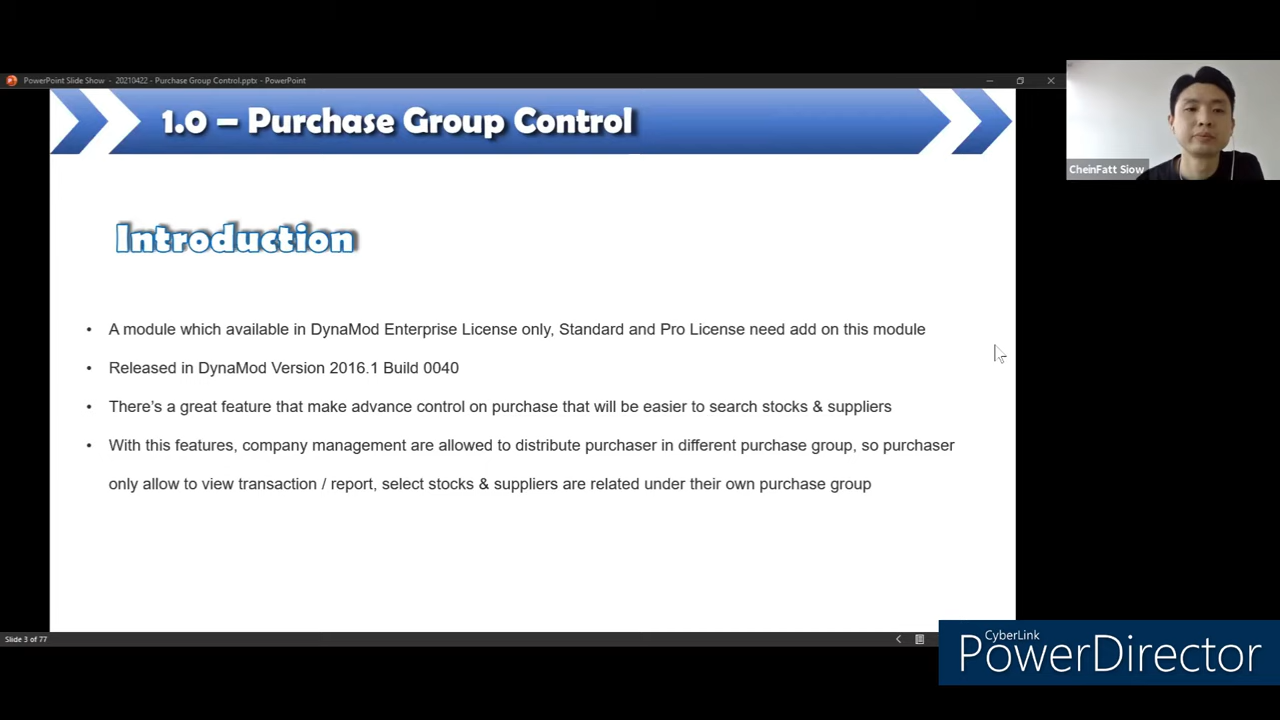 PowerPoint Slide Show - 20210422 - Purchase Group Control.pptx - PowerPoint
1.0 – Purchase Group Control
CheinFatt Siow
Introduction
• A module which available in DynaMod Enterprise License only, Standard and Pro License need add on this module
• Released in DynaMod Version 2016.1 Build 0040
• There’s a great feature that make advance control on purchase that will be easier to search stocks & suppliers
• With this features, company management are allowed to distribute purchaser in different purchase group, so purchaser
only allow to view transaction / report, select stocks & suppliers are related under their own purchase group
Slide 3 of 77
CyberLink
PowerDirector